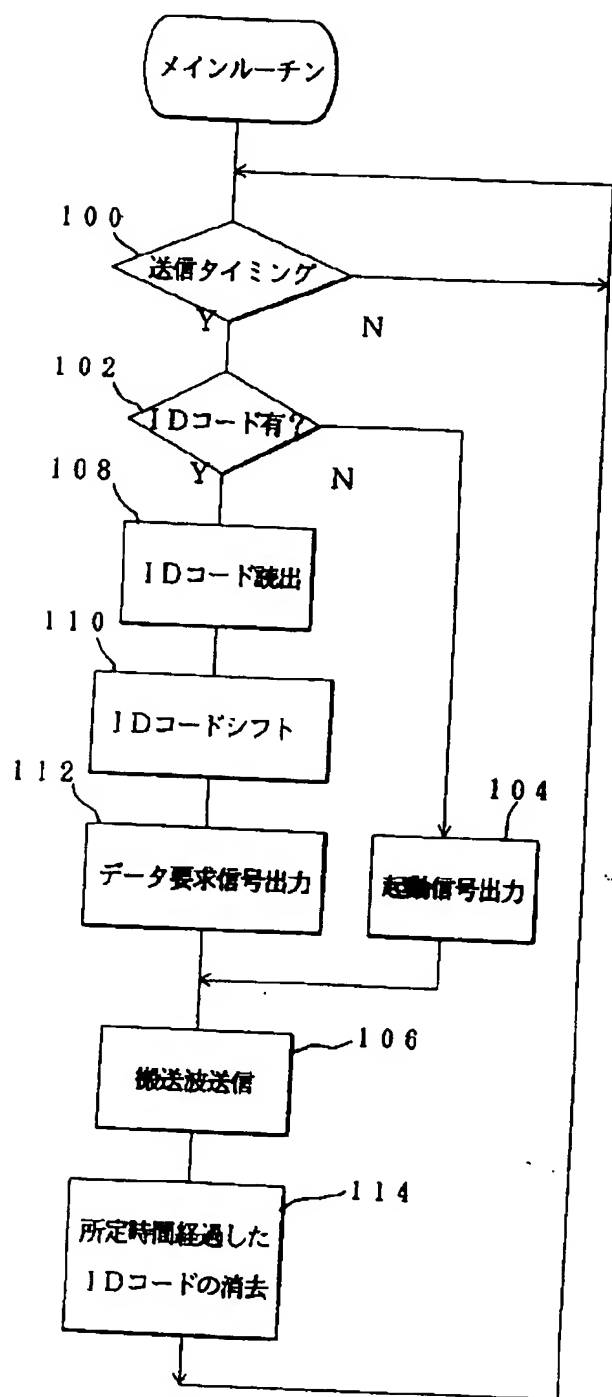 メインルーチン
100
送信タイミング
Y
N
102
IDコード有?
Y
N
108
IDコード読出
110
IDコードシフト
112
データ要求信号出力
104
起動信号出力
106
搬送波送信
114
所定時間経過した
IDコードの消去